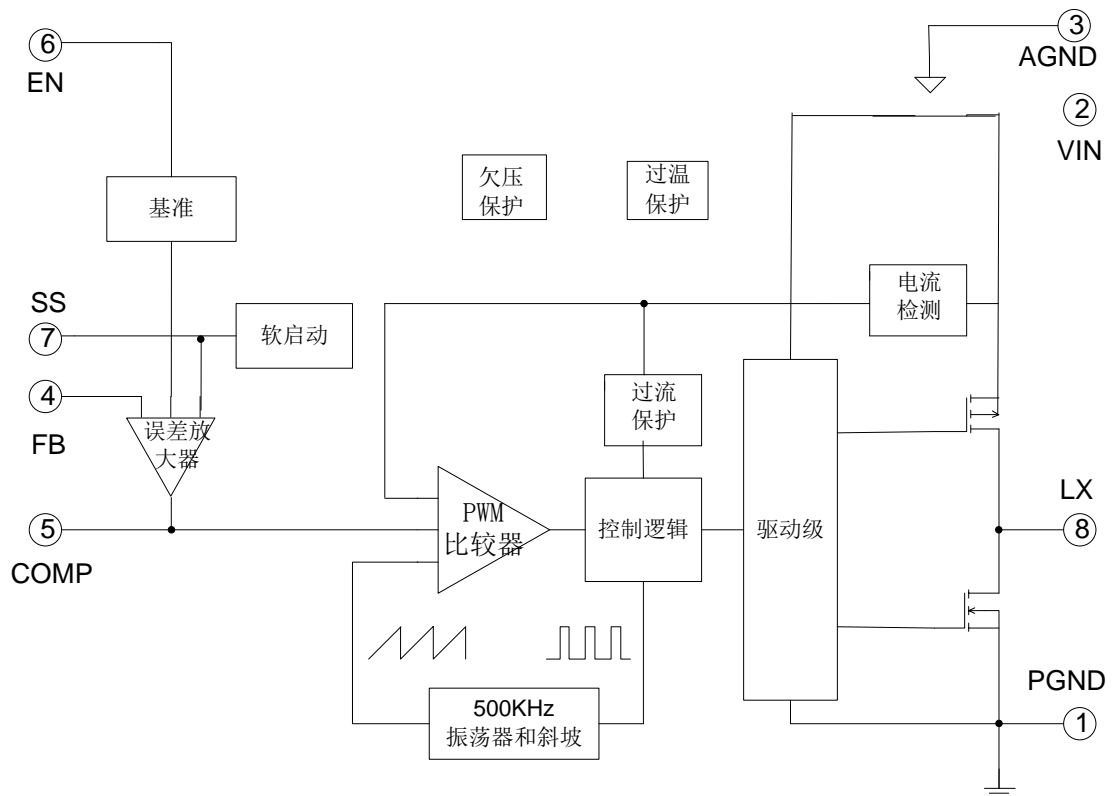 6
EN
3
AGND
2
VIN
欠压
保护
过温
保护
基准
SS
7
软启动
电流
检测
4
FB
误差放
大器
过流
保护
5
COMP
PWM
比较器
控制逻辑
驱动级
LX
8
500KHz
振荡器和斜坡
PGND
1